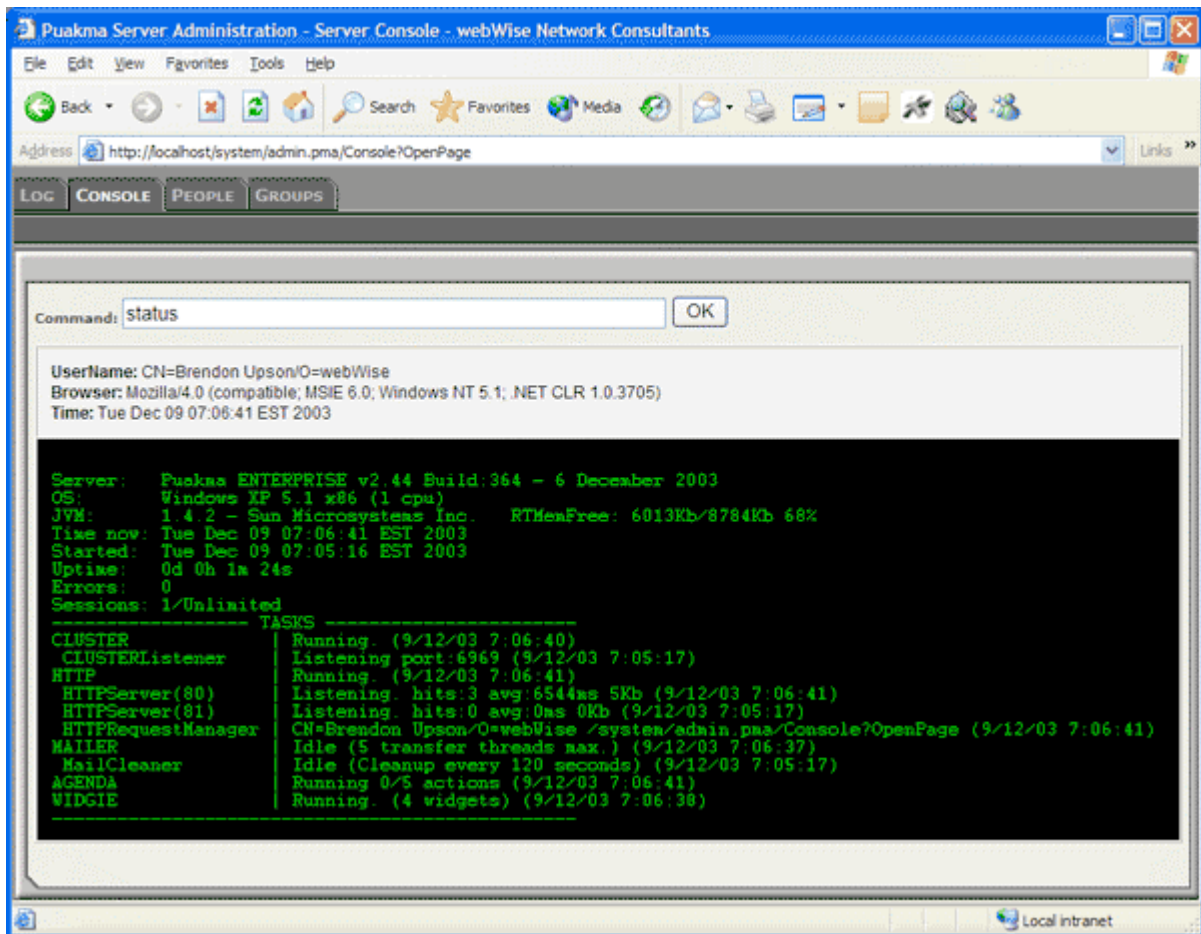 Puakma Server Administration - Server Console - webWise Network Consultants
File Edit View Favorites Tools Help
Back Search Favorites Media
Address http://localhost/system/admin.pma/Console?OpenPage Links »
LOG CONSOLE PEOPLE GROUPS
Command: status OK
UserName: CN=Brendon Upson/O=webWise
Browser: Mozilla/4.0 (compatible; MSIE 6.0; Windows NT 5.1; .NET CLR 1.0.3705)
Time: Tue Dec 09 07:06:41 EST 2003
Server: Puakma ENTERPRISE v2.44 Build:364 - 6 December 2003
OS: Windows XP 5.1 x86 (1 cpu)
JVM: 1.4.2 - Sun Microsystems Inc. RTMemFree: 6013Kb/8784Kb 68%
Time now: Tue Dec 09 07:06:41 EST 2003
Started: Tue Dec 09 07:05:16 EST 2003
Uptime: 0d 0h 1m 24s
Errors: 0
Sessions: 1/Unlimited
------------------ TASKS -----------------------
CLUSTER | Running. (9/12/03 7:06:40)
CLUSTERListener | Listening port:6969 (9/12/03 7:05:17)
HTTP | Running. (9/12/03 7:06:41)
HTTPServer(80) | Listening. hits:3 avg:6544ms 5Kb (9/12/03 7:06:41)
HTTPServer(81) | Listening. hits:0 avg:0ms 0Kb (9/12/03 7:05:17)
HTTPRequestManager | CN=Brendon Upson/O=webWise /system/admin.pma/Console?OpenPage (9/12/03 7:06:41)
MAILER | Idle (5 transfer threads max.) (9/12/03 7:06:37)
MailCleaner | Idle (Cleanup every 120 seconds) (9/12/03 7:05:17)
AGENDA | Running 0/5 actions (9/12/03 7:06:41)
WIDGIE | Running. (4 widgets) (9/12/03 7:06:38)
------------------------------------------------
Local intranet